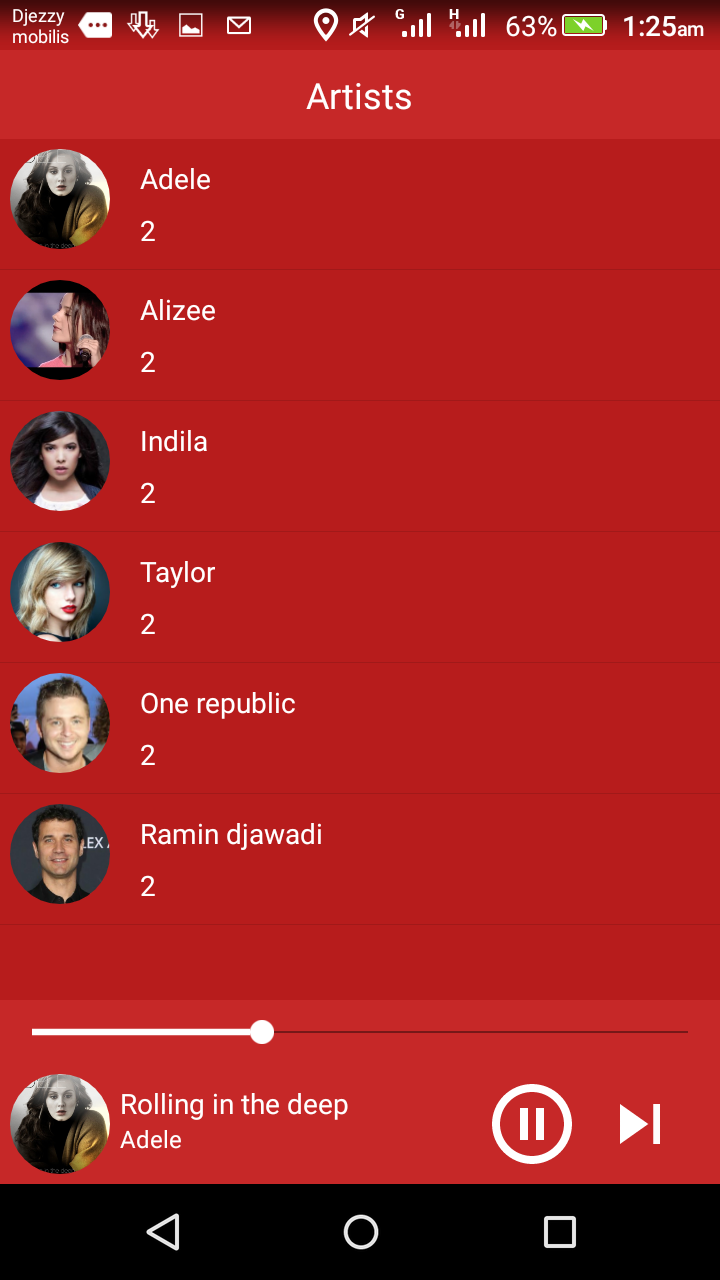 Djezzy
mobilis
G
H
63%
1:25am
Artists
Adele
2
Alizee
2
Indila
2
Taylor
2
One republic
2
LEX
Ramin djawadi
2
Rolling in the deep
Adele